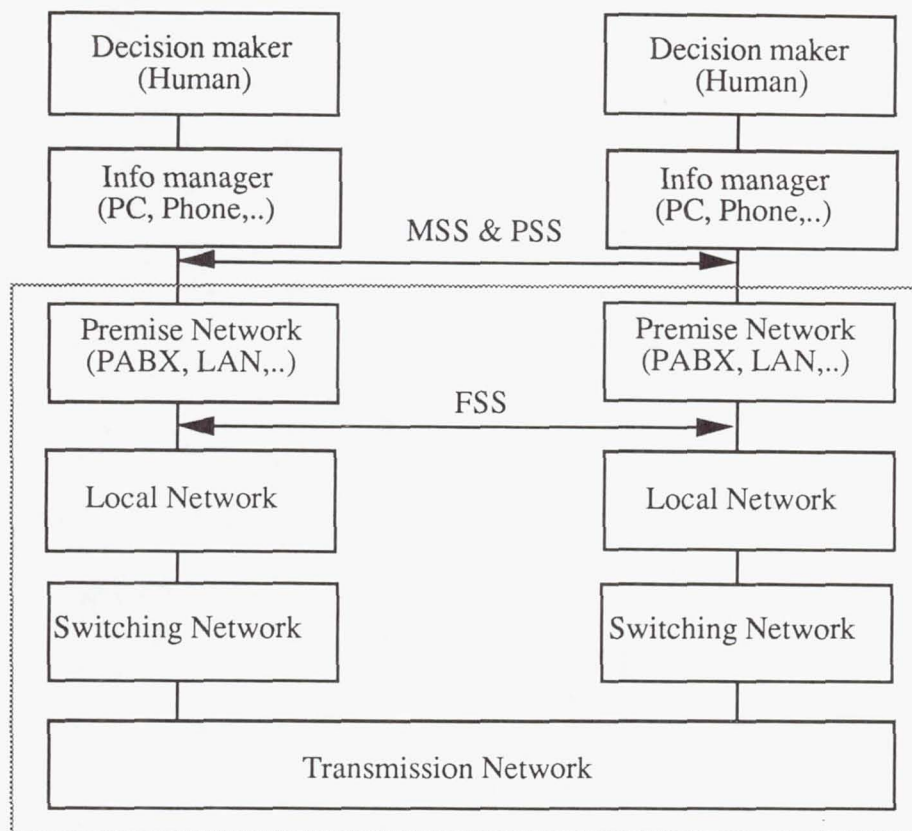 Decision maker
(Human)
Decision maker
(Human)
Info manager
(PC, Phone,..)
Info manager
(PC, Phone,..)
MSS & PSS
Premise Network
(PABX, LAN,..)
Premise Network
(PABX, LAN,..)
FSS
Local Network
Local Network
Switching Network
Switching Network
Transmission Network